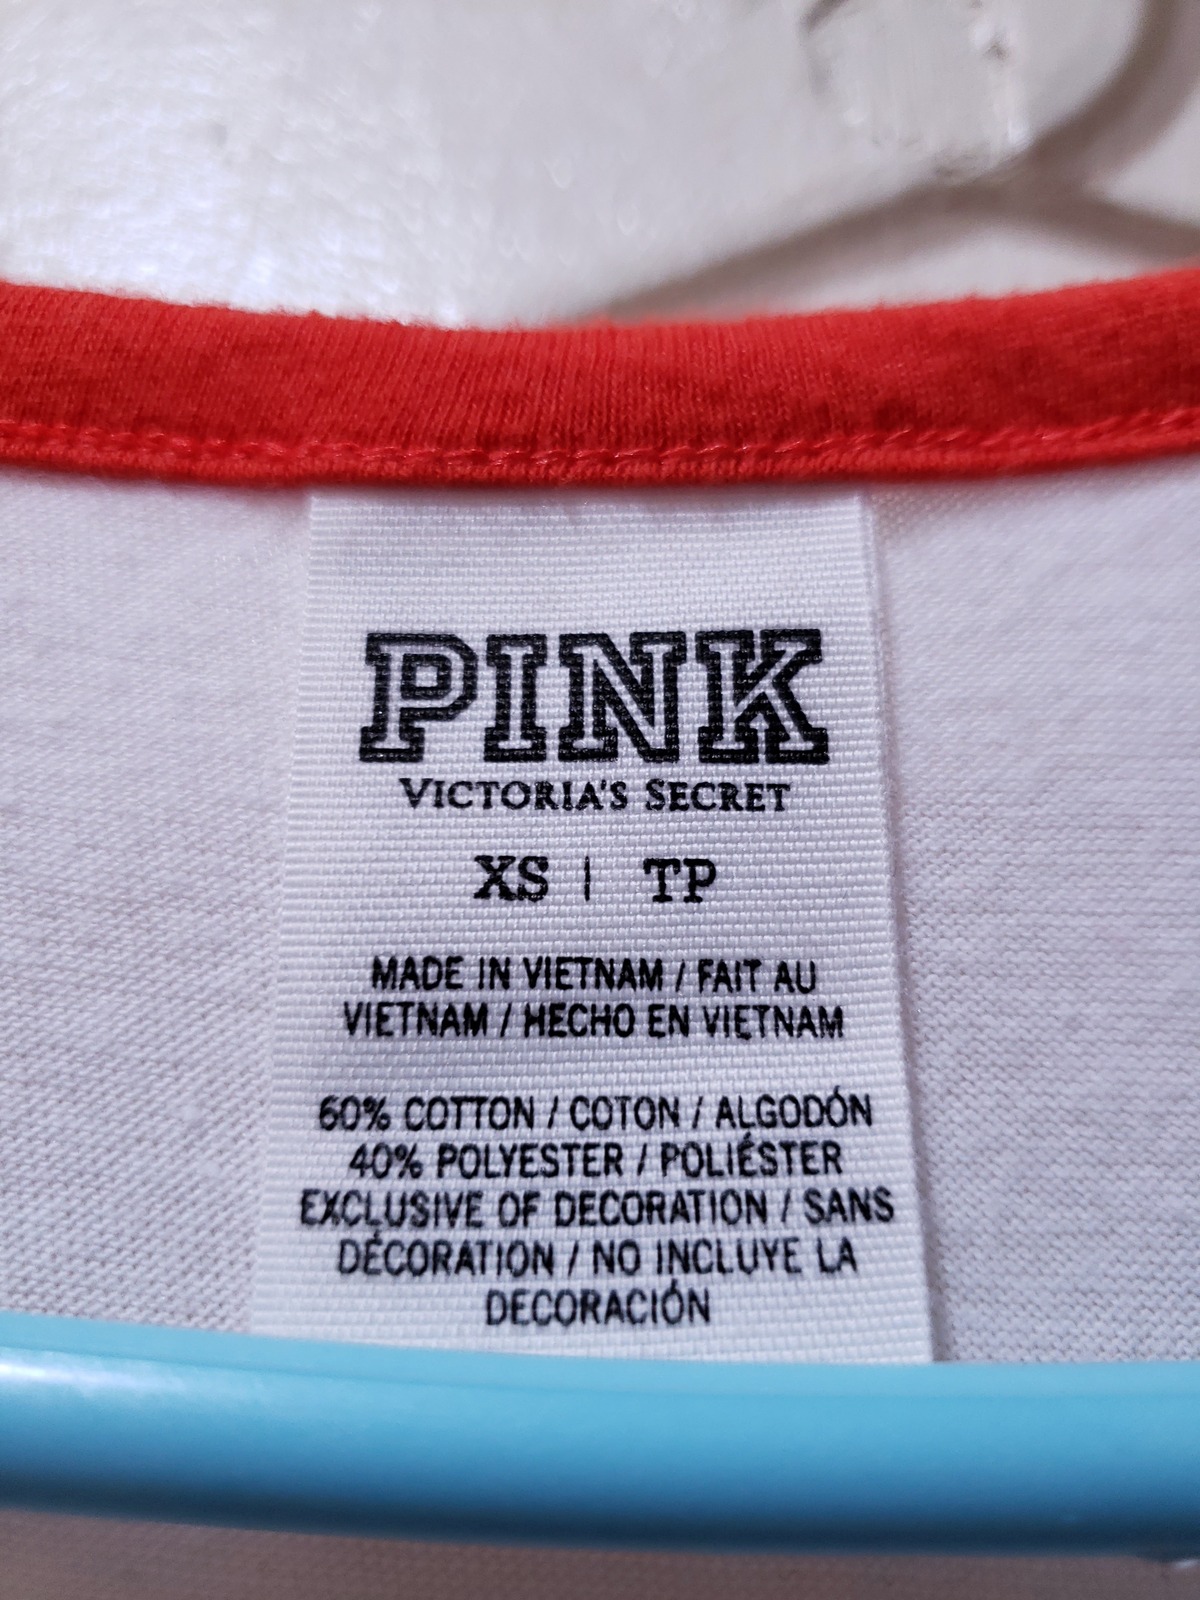 PINK
VICTORIA'S SECRET
XS | TP
MADE IN VIETNAM / FAIT AU
VIETNAM / HECHO EN VIETNAM
60% COTTON / COTON / ALGODÓN
40% POLYESTER / POLIÉSTER
EXCLUSIVE OF DECORATION / SANS
DÉCORATION / NO INCLUYE LA
DECORACIÓN